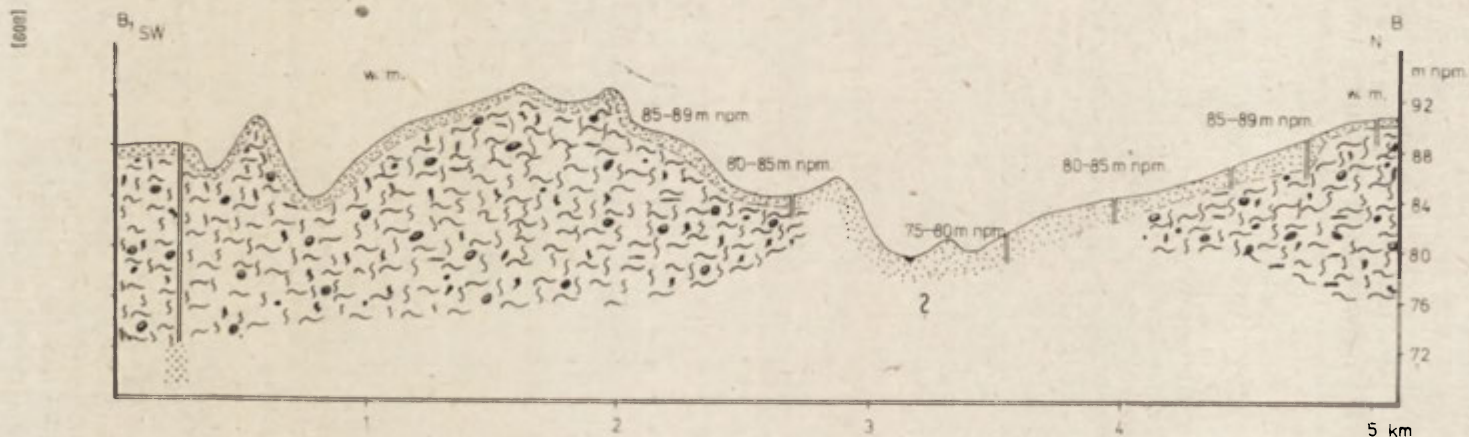 [609]
B₁ SW
B
N
m npm.
w. m.
w. m.
92
85–89 m npm.
85–89 m npm.
88
80–85 m npm.
80–85 m npm.
84
75–80 m npm.
80
?
76
72
1 2 3 4 5 km